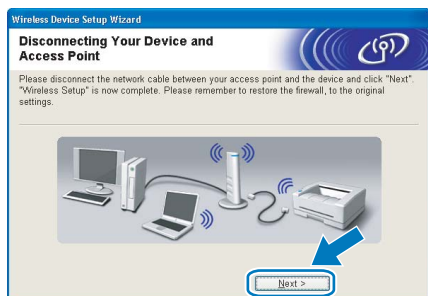 Wireless Device Setup Wizard
Disconnecting Your Device and
Access Point
Please disconnect the network cable between your access point and the device and click "Next".
"Wireless Setup" is now complete. Please remember to restore the firewall, to the original
settings.
Next >